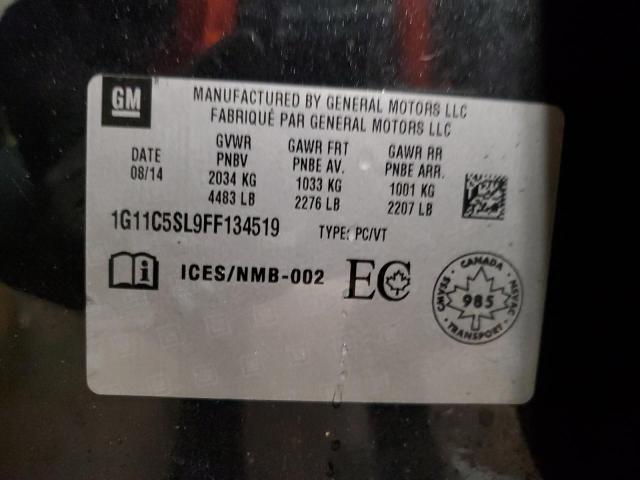 GM
MANUFACTURED BY GENERAL MOTORS LLC
FABRIQUÉ PAR GENERAL MOTORS LLC
DATE
08/14
GVWR
PNBV
2034 KG
4483 LB
GAWR FRT
PNBE AV.
1033 KG
2276 LB
GAWR RR
PNBE ARR.
1001 KG
2207 LB
1G11C5SL9FF134519 TYPE: PC/VT
i ICES/NMB-002 EC
CANADA
CMVSS 985 NSVAC
TRANSPORT